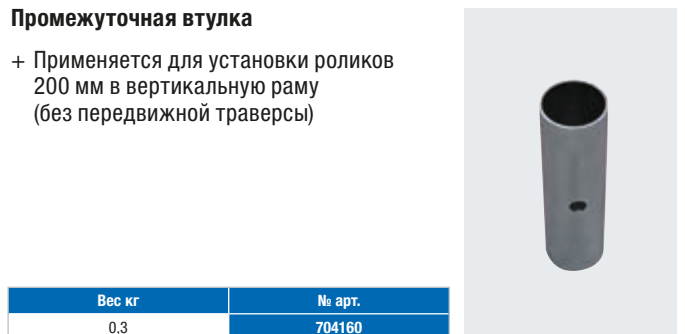 Промежуточная втулка
+ Применяется для установки роликов
200 мм в вертикальную раму
(без передвижной траверсы)
Вес кг № арт.
0,3 704160